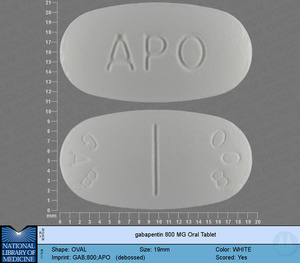 APO
GAB 800
gabapentin 800 MG Oral Tablet
NATIONAL
LIBRARY OF
MEDICINE
Shape: OVAL Size: 19mm Color: WHITE
Imprint: GAB;800;APO (debossed) Scored: Yes